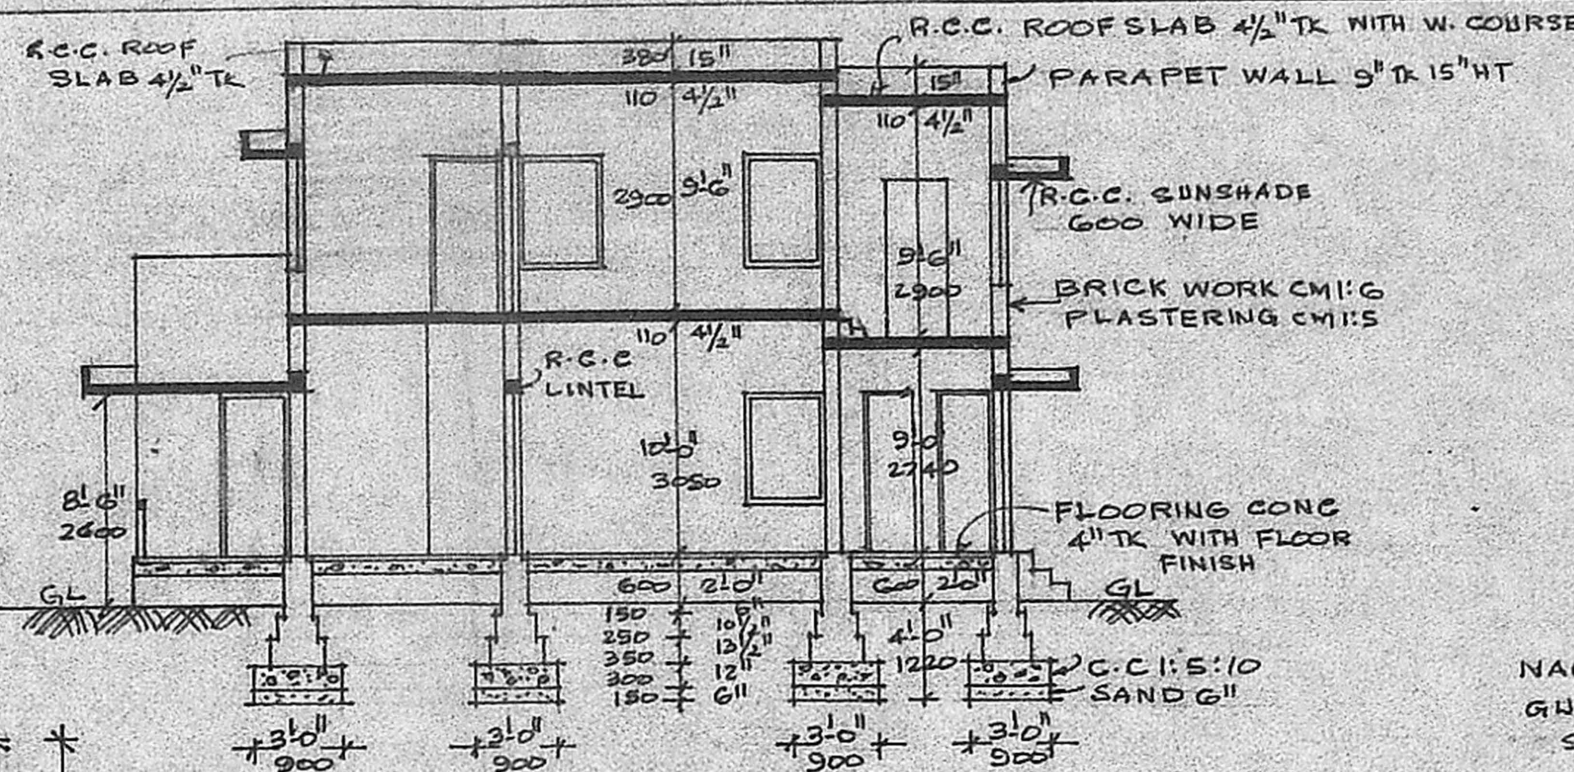 R.C.C. ROOF
SLAB 4½" TK
R.C.C. ROOF SLAB 4½" TK WITH W. COURSE
PARAPET WALL 9" TK 15" HT
380 15"
110 4½"
15"
110 4½"
2900 9'-6"
R.C.C. SUNSHADE
600 WIDE
9'-6"
2900
BRICK WORK CM 1:6
PLASTERING CM 1:5
110 4½"
R.C.C
LINTEL
10'-0"
3050
9'-0"
2740
8'-6"
2600
FLOORING CONC
4" TK WITH FLOOR
FINISH
600 2'-0"
600 2'-0"
GL
GL
150 6"
250 10½"
350 13½"
300 12"
150 6"
4'-0"
1220
C.C 1:5:10
SAND 6"
3'-0"
900
3'-0"
900
3'-0"
900
3'-0"
900